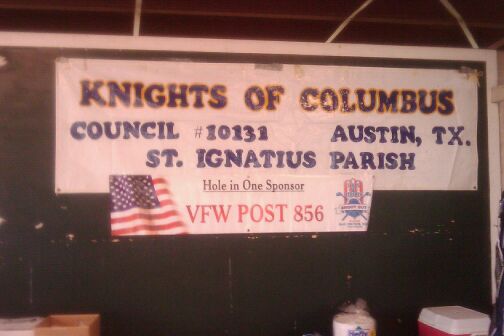 KNIGHTS OF COLUMBUS
COUNCIL #10131 AUSTIN, TX.
ST. IGNATIUS PARISH
Hole in One Sponsor
VFW POST 856